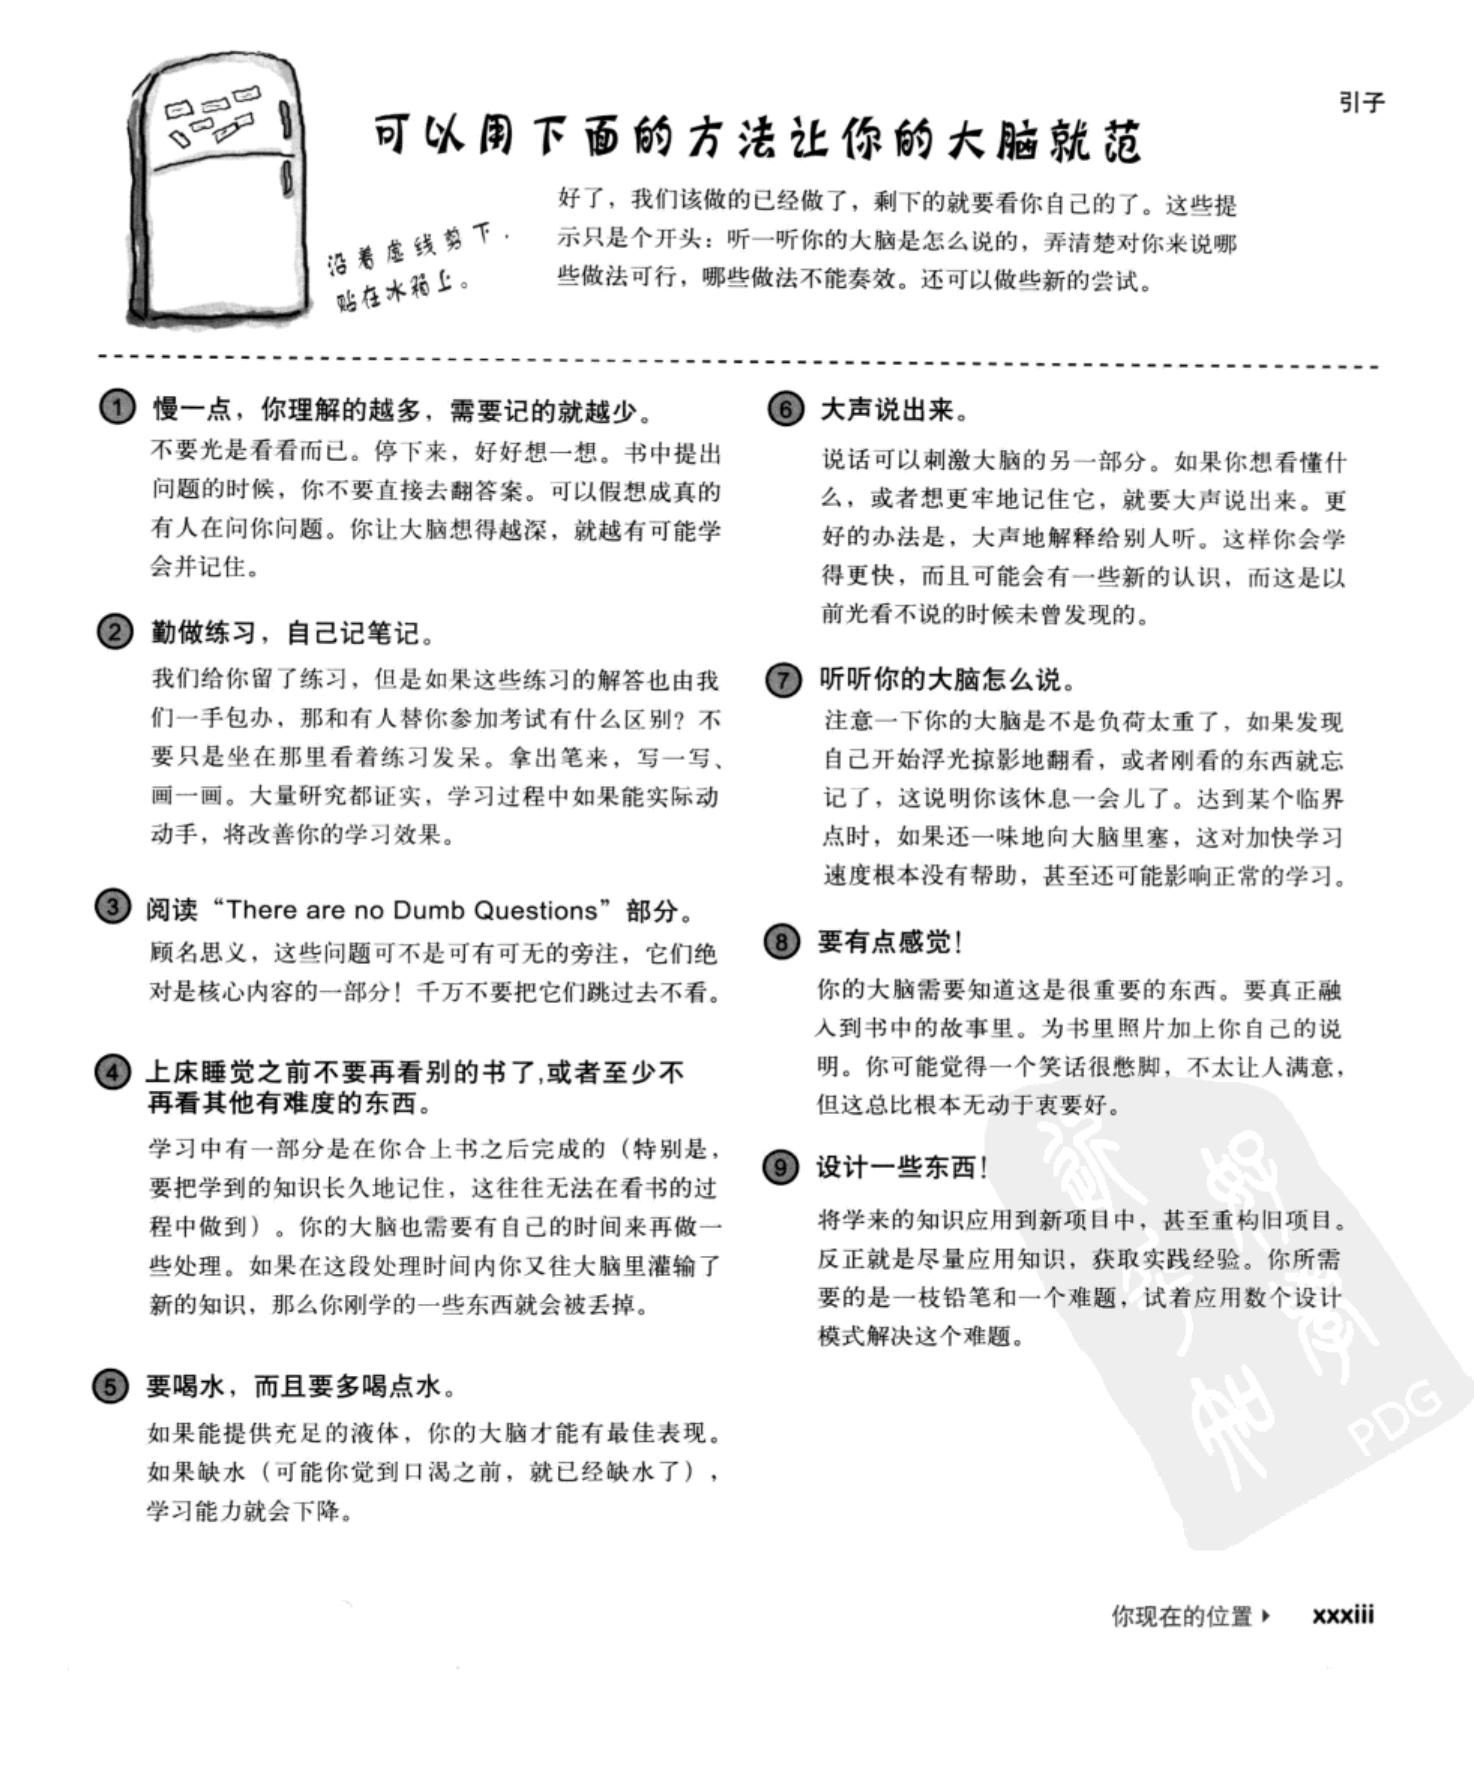 引子
可以用下面的方法让你的大脑就范
好了，我们该做的已经做了，剩下的就要看你自己的了。这些提
示只是个开头：听一听你的大脑是怎么说的，弄清楚对你来说哪
些做法可行，哪些做法不能奏效。还可以做些新的尝试。
沿着虚线剪下，
贴在冰箱上。
1 慢一点，你理解的越多，需要记的就越少。
不要光是看看而已。停下来，好好想一想。书中提出
问题的时候，你不要直接去翻答案。可以假想成真的
有人在问你问题。你让大脑想得越深，就越有可能学
会并记住。
2 勤做练习，自己记笔记。
我们给你留了练习，但是如果这些练习的解答也由我
们一手包办，那和有人替你参加考试有什么区别？不
要只是坐在那里看着练习发呆。拿出笔来，写一写、
画一画。大量研究都证实，学习过程中如果能实际动
动手，将改善你的学习效果。
3 阅读“There are no Dumb Questions”部分。
顾名思义，这些问题可不是可有可无的旁注，它们绝
对是核心内容的一部分！千万不要把它们跳过去不看。
4 上床睡觉之前不要再看别的书了,或者至少不
再看其他有难度的东西。
学习中有一部分是在你合上书之后完成的（特别是，
要把学到的知识长久地记住，这往往无法在看书的过
程中做到）。你的大脑也需要有自己的时间来再做一
些处理。如果在这段处理时间内你又往大脑里灌输了
新的知识，那么你刚学的一些东西就会被丢掉。
5 要喝水，而且要多喝点水。
如果能提供充足的液体，你的大脑才能有最佳表现。
如果缺水（可能你觉到口渴之前，就已经缺水了），
学习能力就会下降。
6 大声说出来。
说话可以刺激大脑的另一部分。如果你想看懂什
么，或者想更牢地记住它，就要大声说出来。更
好的办法是，大声地解释给别人听。这样你会学
得更快，而且可能会有一些新的认识，而这是以
前光看不说的时候未曾发现的。
7 听听你的大脑怎么说。
注意一下你的大脑是不是负荷太重了，如果发现
自己开始浮光掠影地翻看，或者刚看的东西就忘
记了，这说明你该休息一会儿了。达到某个临界
点时，如果还一味地向大脑里塞，这对加快学习
速度根本没有帮助，甚至还可能影响正常的学习。
8 要有点感觉！
你的大脑需要知道这是很重要的东西。要真正融
入到书中的故事里。为书里照片加上你自己的说
明。你可能觉得一个笑话很憋脚，不太让人满意，
但这总比根本无动于衷要好。
9 设计一些东西！
将学来的知识应用到新项目中，甚至重构旧项目。
反正就是尽量应用知识，获取实践经验。你所需
要的是一枝铅笔和一个难题，试着应用数个设计
模式解决这个难题。
PDG
你现在的位置 xxxiii